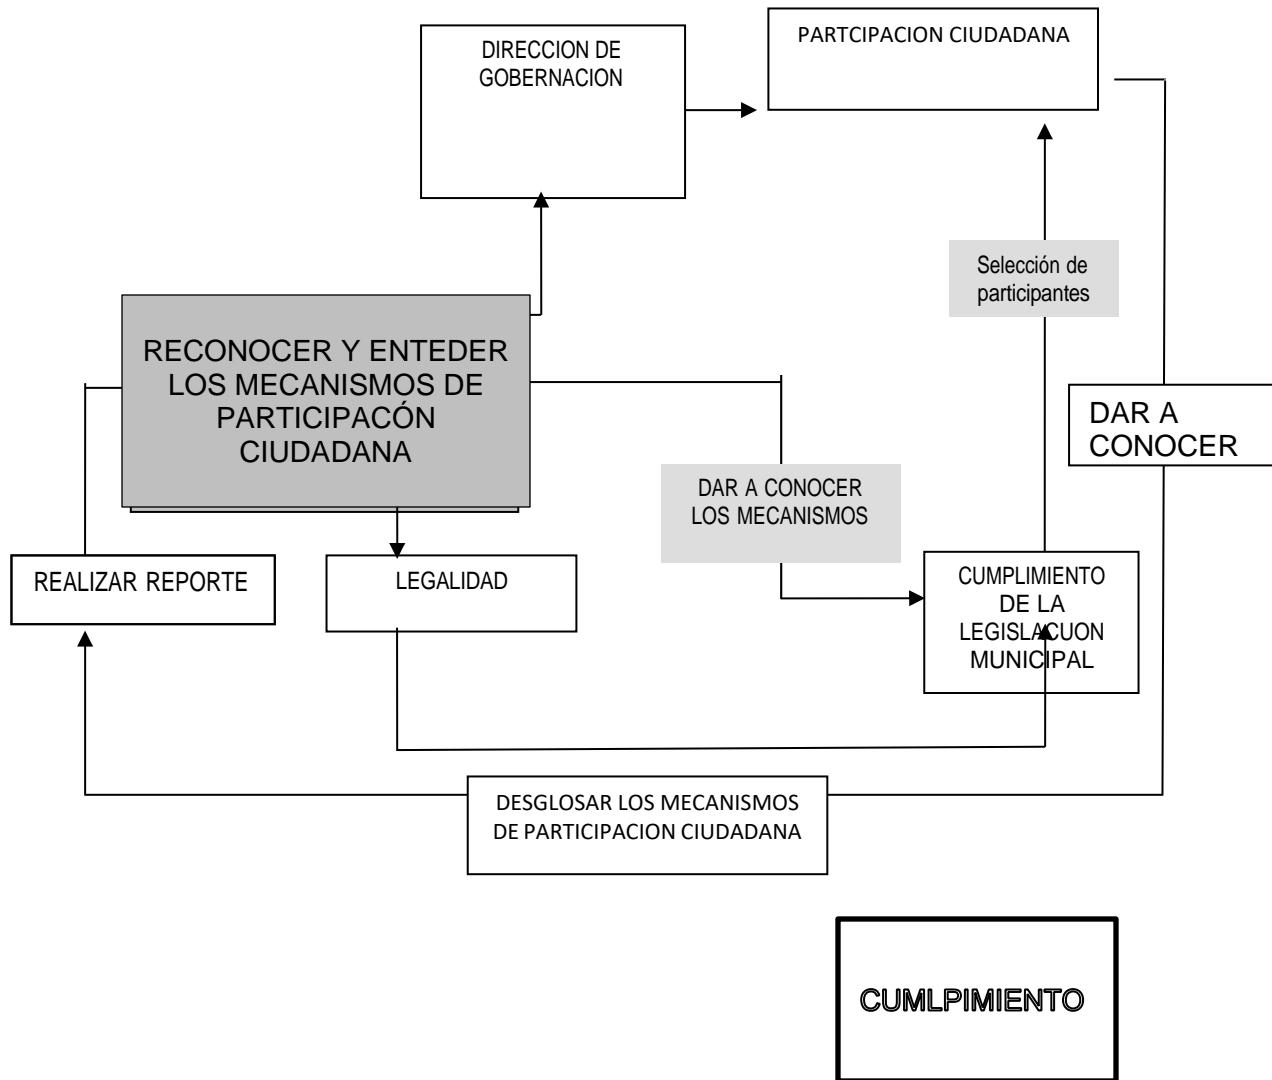 DIRECCION DE
GOBERNACION
PARTCIPACION CIUDADANA
Selección de
participantes
RECONOCER Y ENTEDER
LOS MECANISMOS DE
PARTICIPACÓN
CIUDADANA
DAR A
CONOCER
DAR A CONOCER
LOS MECANISMOS
REALIZAR REPORTE
LEGALIDAD
CUMPLIMIENTO
DE LA
LEGISLACUON
MUNICIPAL
DESGLOSAR LOS MECANISMOS
DE PARTICIPACION CIUDADANA
CUMLPIMIENTO